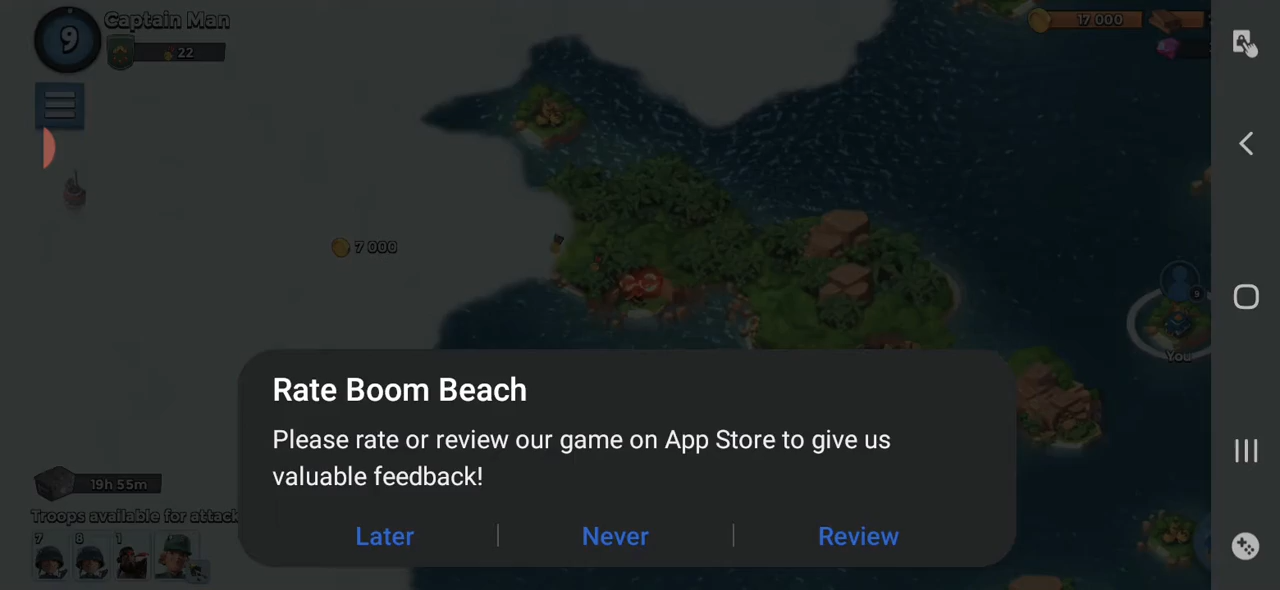 9
Captain Man
22
17 000
7 000
9
You
Rate Boom Beach
Please rate or review our game on App Store to give us
valuable feedback!
Later
Never
Review
19h 55m
Troops available for attack
7
8
1